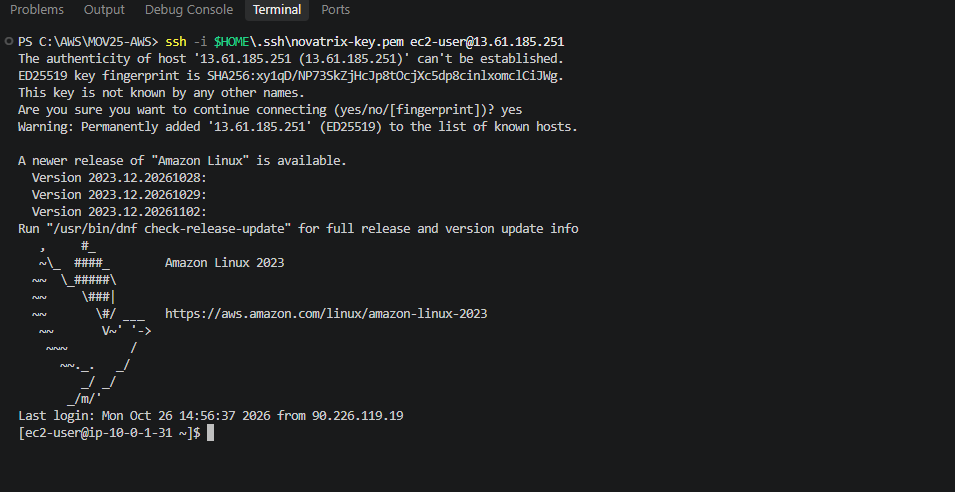 Problems Output Debug Console Terminal Ports
PS C:\AWS\MOV25-AWS> ssh -i $HOME\.ssh\novatrix-key.pem ec2-user@13.61.185.251
The authenticity of host '13.61.185.251 (13.61.185.251)' can't be established.
ED25519 key fingerprint is SHA256:xy1qD/NP73SkZjHcJp8tOcjXc5dp8cinlxomclCiJWg.
This key is not known by any other names.
Are you sure you want to continue connecting (yes/no/[fingerprint])? yes
Warning: Permanently added '13.61.185.251' (ED25519) to the list of known hosts.
A newer release of "Amazon Linux" is available.
  Version 2023.12.20261028:
  Version 2023.12.20261029:
  Version 2023.12.20261102:
Run "/usr/bin/dnf check-release-update" for full release and version update info
   ,     #_
   ~\_  ####_        Amazon Linux 2023
  ~~  \_#####\
  ~~     \###|
  ~~       \#/ ___   https://aws.amazon.com/linux/amazon-linux-2023
   ~~       V~' '->
    ~~~         /
      ~~._.   _/
         _/ _/
       _/m/'
Last login: Mon Oct 26 14:56:37 2026 from 90.226.119.19
[ec2-user@ip-10-0-1-31 ~]$